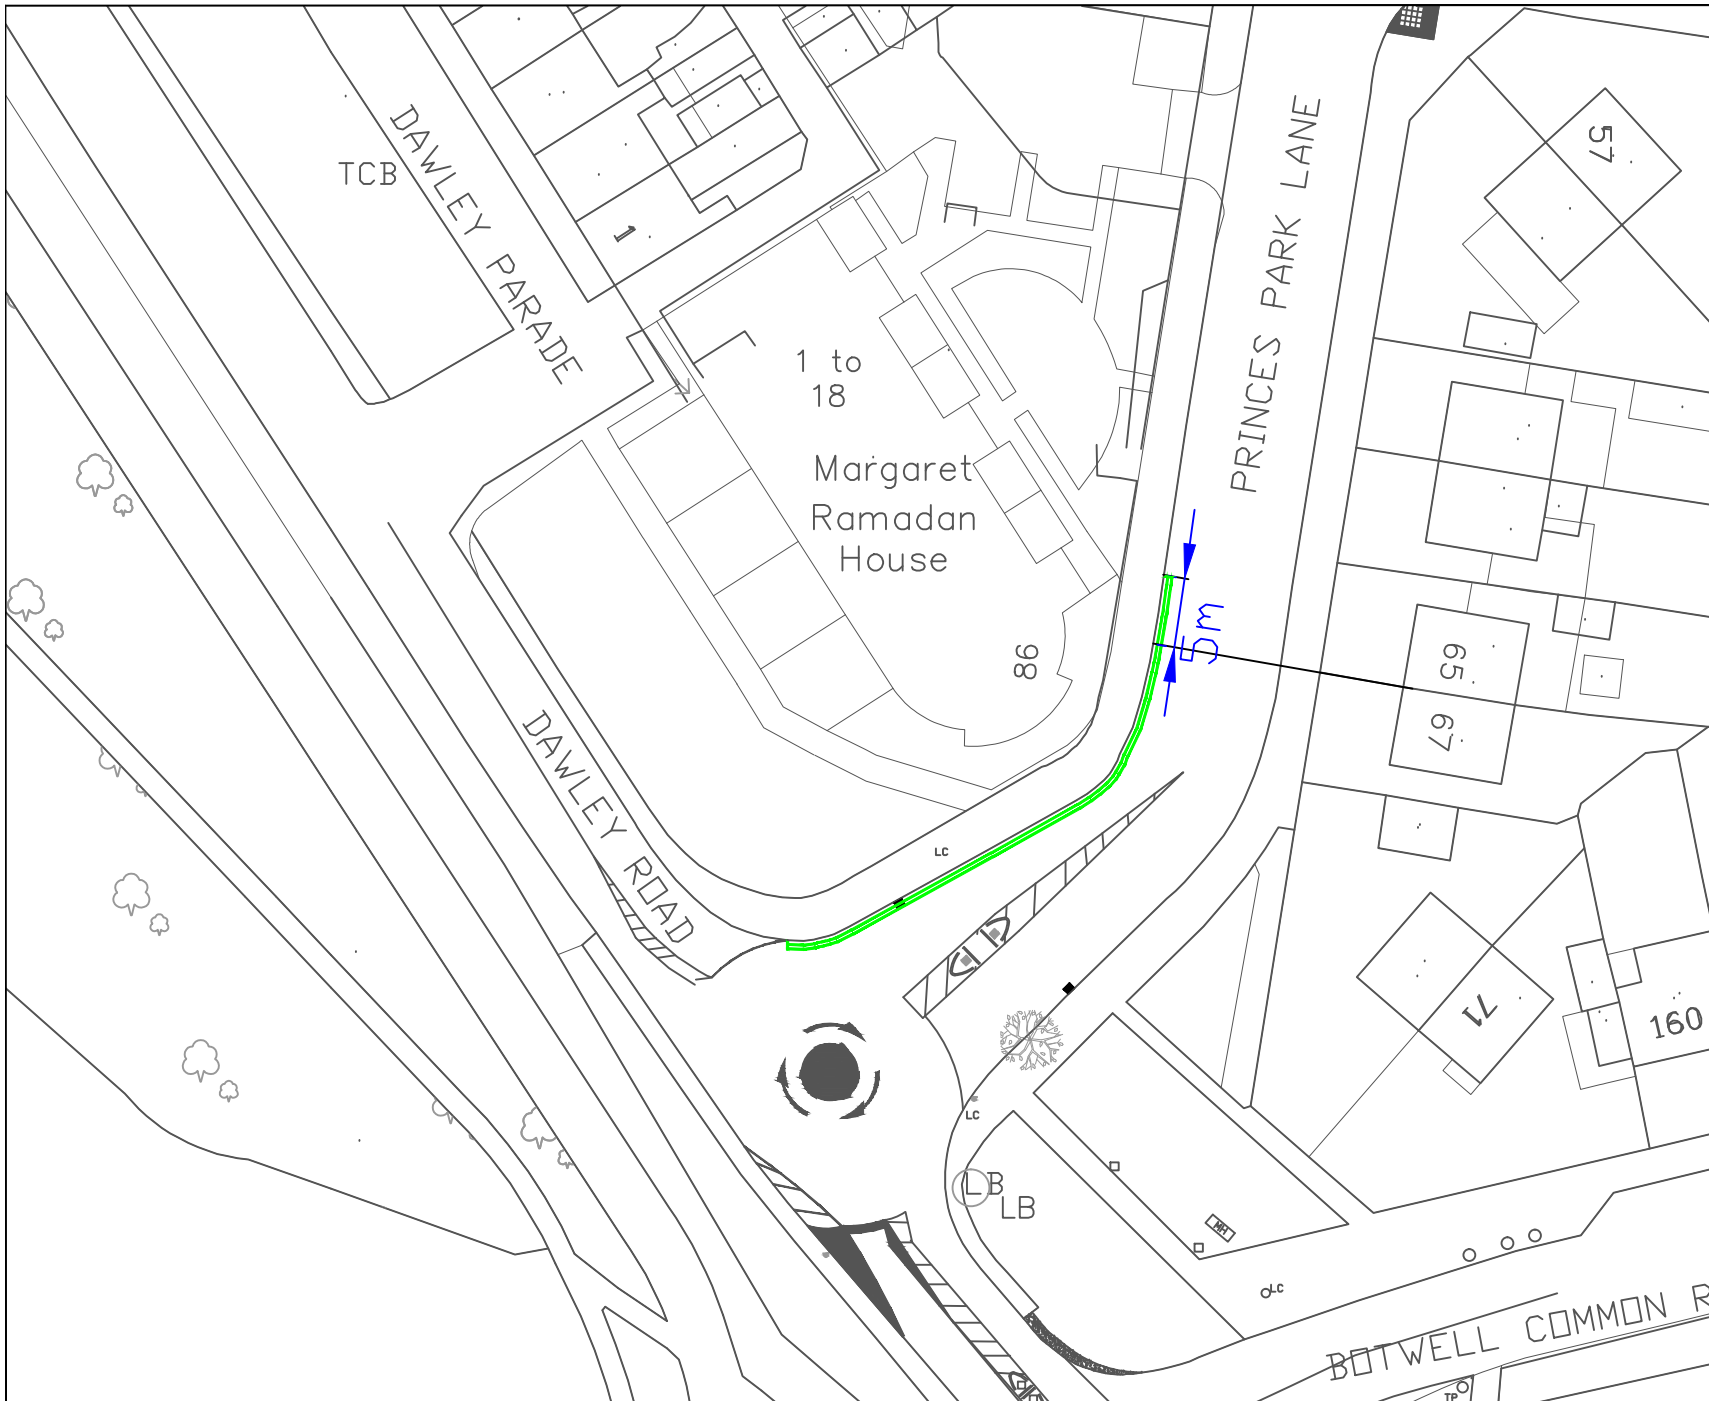 DAWLEY PARADE
TCB
1
PRINCES PARK LANE
57
1 to
18
Margaret
Ramadan
House
86
5m
65
67
DAWLEY ROAD
LC
71
160
LC
LB
LB
MH
LC
BOTWELL COMMON R
TP